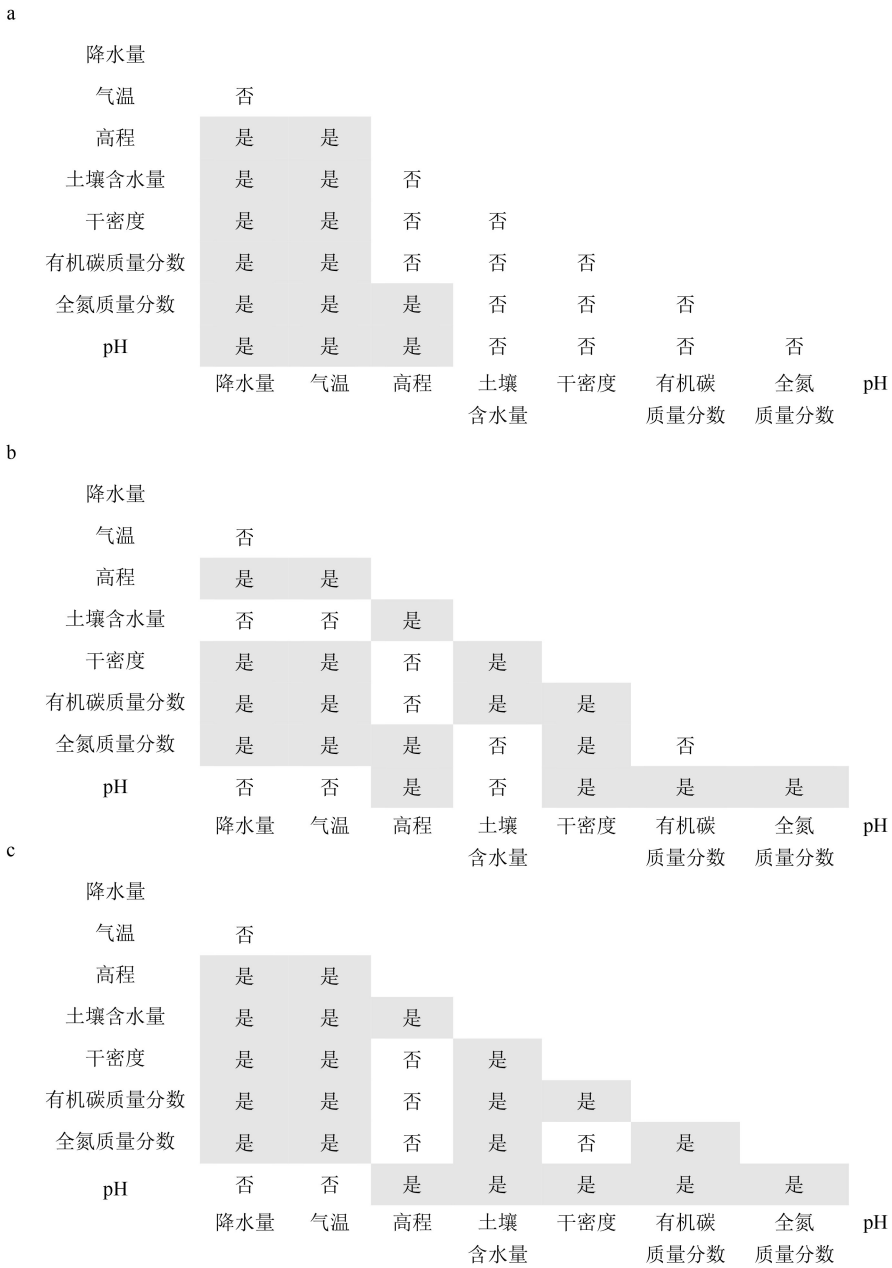 a
降水量
气温 否
高程 是 是
土壤含水量 是 是 否
干密度 是 是 否 否
有机碳质量分数 是 是 否 否 否
全氮质量分数 是 是 是 否 否 否
pH 是 是 是 否 否 否 否
降水量 气温 高程 土壤 干密度 有机碳 全氮 pH
含水量 质量分数 质量分数
b
降水量
气温 否
高程 是 是
土壤含水量 否 否 是
干密度 是 是 否 是
有机碳质量分数 是 是 否 是 是
全氮质量分数 是 是 是 否 是 否
pH 否 否 是 否 是 是 是
降水量 气温 高程 土壤 干密度 有机碳 全氮 pH
含水量 质量分数 质量分数
c
降水量
气温 否
高程 是 是
土壤含水量 是 是 是
干密度 是 是 否 是
有机碳质量分数 是 是 否 是 是
全氮质量分数 是 是 否 是 否 是
pH 否 否 是 是 是 是 是
降水量 气温 高程 土壤 干密度 有机碳 全氮 pH
含水量 质量分数 质量分数